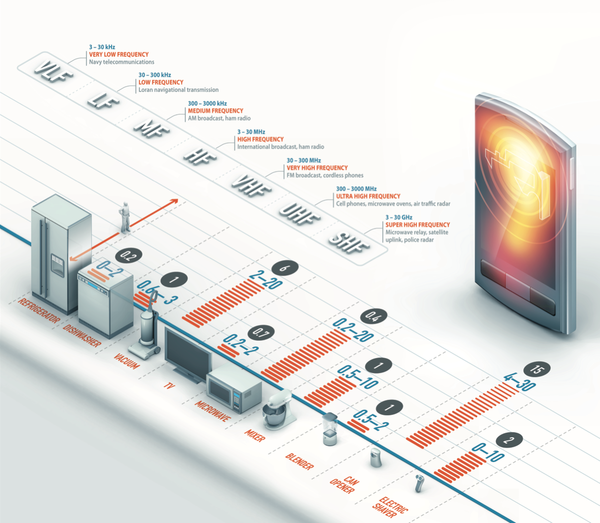 3 – 30 kHz
VERY LOW FREQUENCY
Navy telecommunications
VLF
30 – 300 kHz
LOW FREQUENCY
Loran navigational transmission
LF
300 – 3000 kHz
MEDIUM FREQUENCY
AM broadcast, ham radio
MF
3 – 30 MHz
HIGH FREQUENCY
International broadcast, ham radio
HF
30 – 300 MHz
VERY HIGH FREQUENCY
FM broadcast, cordless phones
VHF
300 – 3000 MHz
ULTRA HIGH FREQUENCY
Cell phones, microwave ovens, air traffic radar
UHF
3 – 30 GHz
SUPER HIGH FREQUENCY
Microwave relay, satellite
uplink, police radar
SHF
0.2
0–2
1
0.6– 3
6
2–20
0.7
0.2–2
0.4
0.2–20
1
0.5–10
1
0.5–2
15
4–30
2
0–10
REFRIGERATOR
DISHWASHER
VACUUM
TV
MICROWAVE
MIXER
BLENDER
CAN
OPENER
ELECTRIC
SHAVER